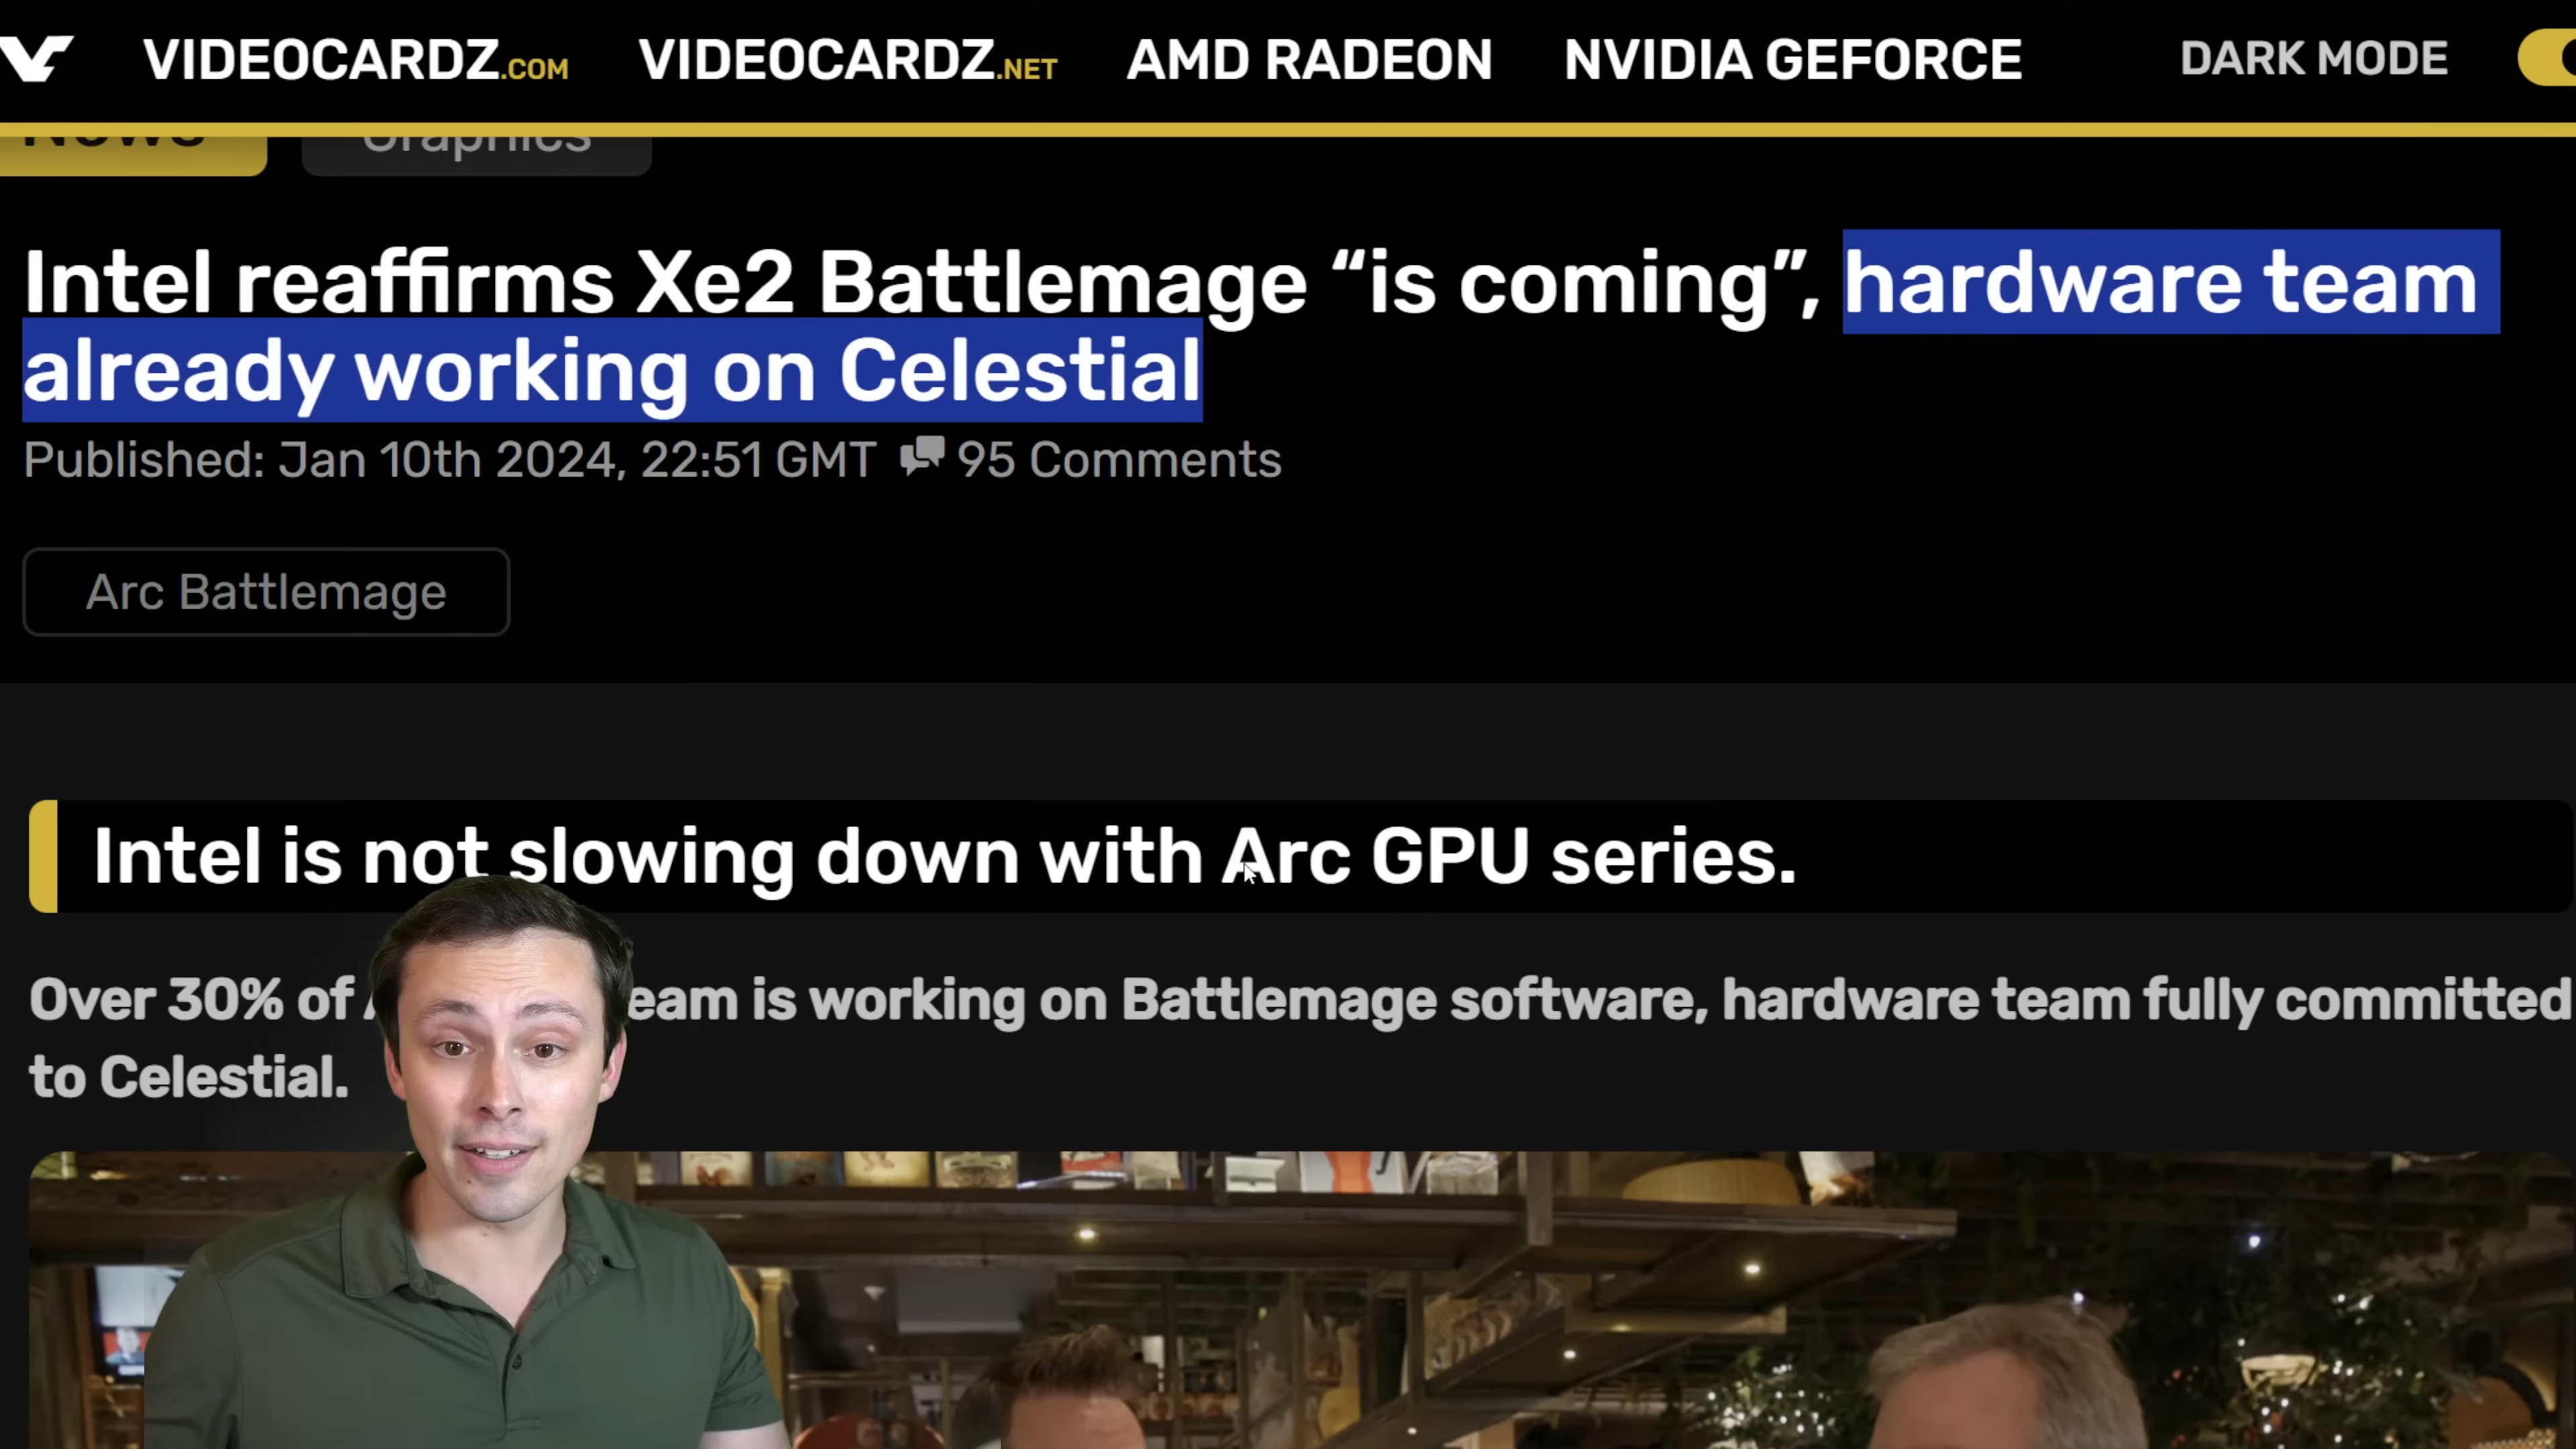 VIDEOCARDZ.COM VIDEOCARDZ.NET AMD RADEON NVIDIA GEFORCE DARK MODE
News Graphics
Intel reaffirms Xe2 Battlemage “is coming”, hardware team
already working on Celestial
Published: Jan 10th 2024, 22:51 GMT 95 Comments
Arc Battlemage
Intel is not slowing down with Arc GPU series.
Over 30% of eam is working on Battlemage software, hardware team fully committed
to Celestial.